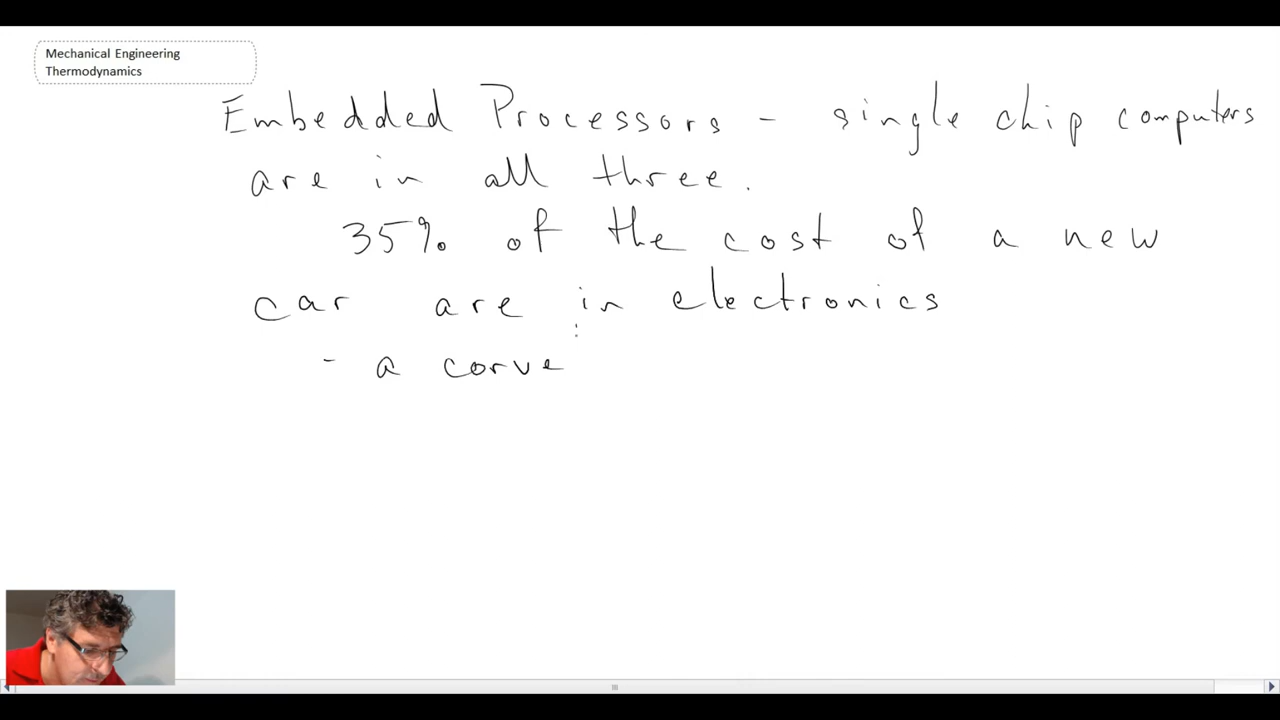 Mechanical Engineering
Thermodynamics
Embedded Processors - single chip computers
are in all three.
35% of the cost of a new
car are in electronics
- a corve